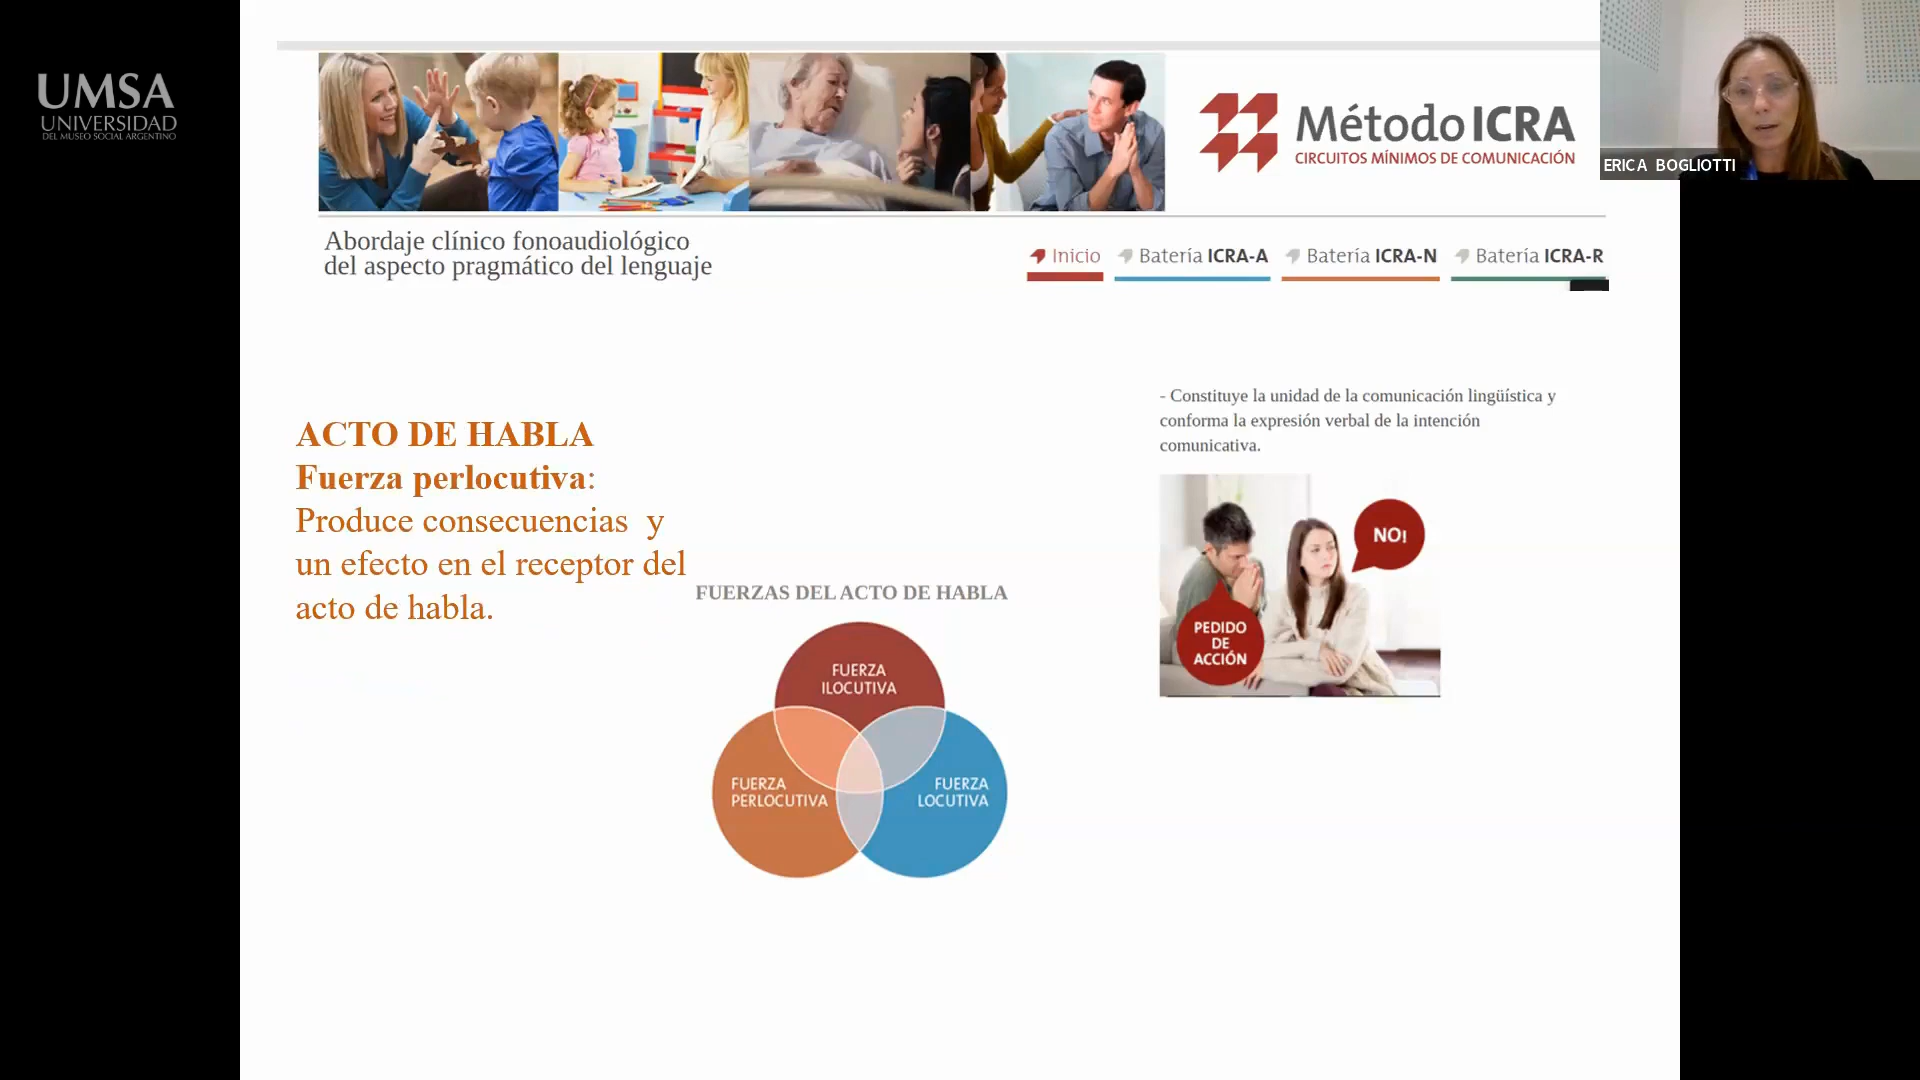 UMSA
UNIVERSIDAD
DEL MUSEO SOCIAL ARGENTINO
Método ICRA
CIRCUITOS MÍNIMOS DE COMUNICACIÓN
ERICA BOGLIOTTI
Abordaje clínico fonoaudiológico
del aspecto pragmático del lenguaje
Inicio
Batería ICRA-A
Batería ICRA-N
Batería ICRA-R
ACTO DE HABLA
Fuerza perlocutiva:
Produce consecuencias y
un efecto en el receptor del
acto de habla.
FUERZAS DEL ACTO DE HABLA
FUERZA
ILOCUTIVA
FUERZA
PERLOCUTIVA
FUERZA
LOCUTIVA
- Constituye la unidad de la comunicación lingüística y
conforma la expresión verbal de la intención
comunicativa.
NO!
PEDIDO
DE
ACCIÓN